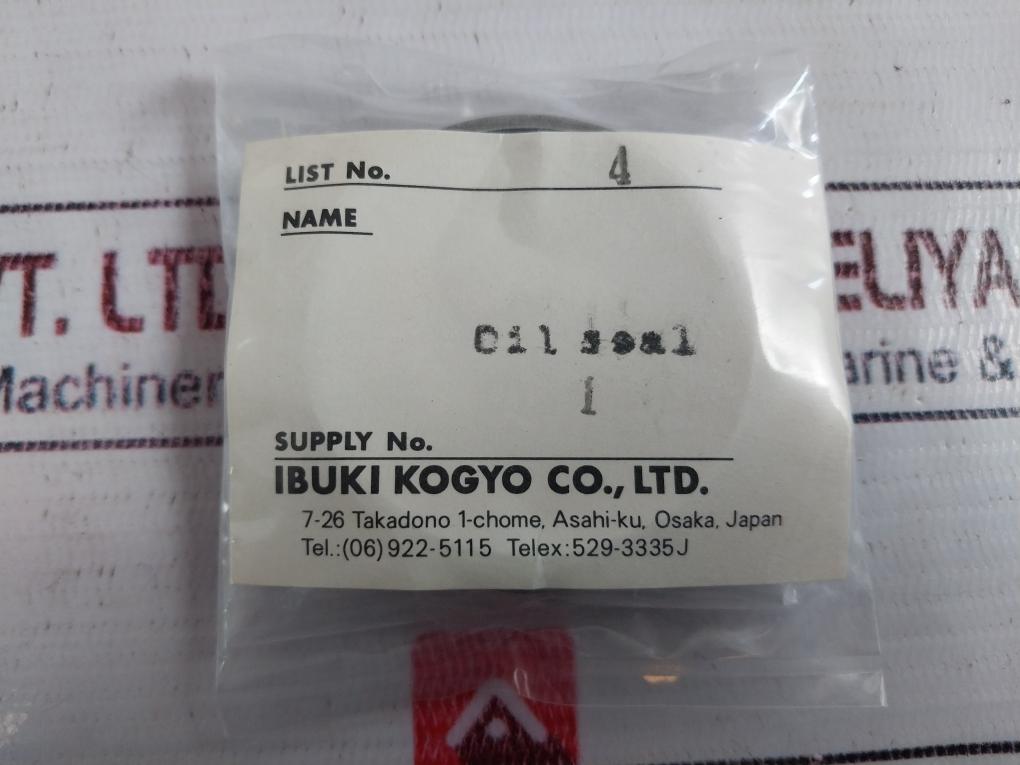 LIST No. 4
NAME
Oil seal
1
SUPPLY No.
IBUKI KOGYO CO., LTD.
7-26 Takadono 1-chome, Asahi-ku, Osaka, Japan
Tel.:(06)922-5115 Telex:529-3335J
VT. LTD
ELIYA
Machiner
arine &